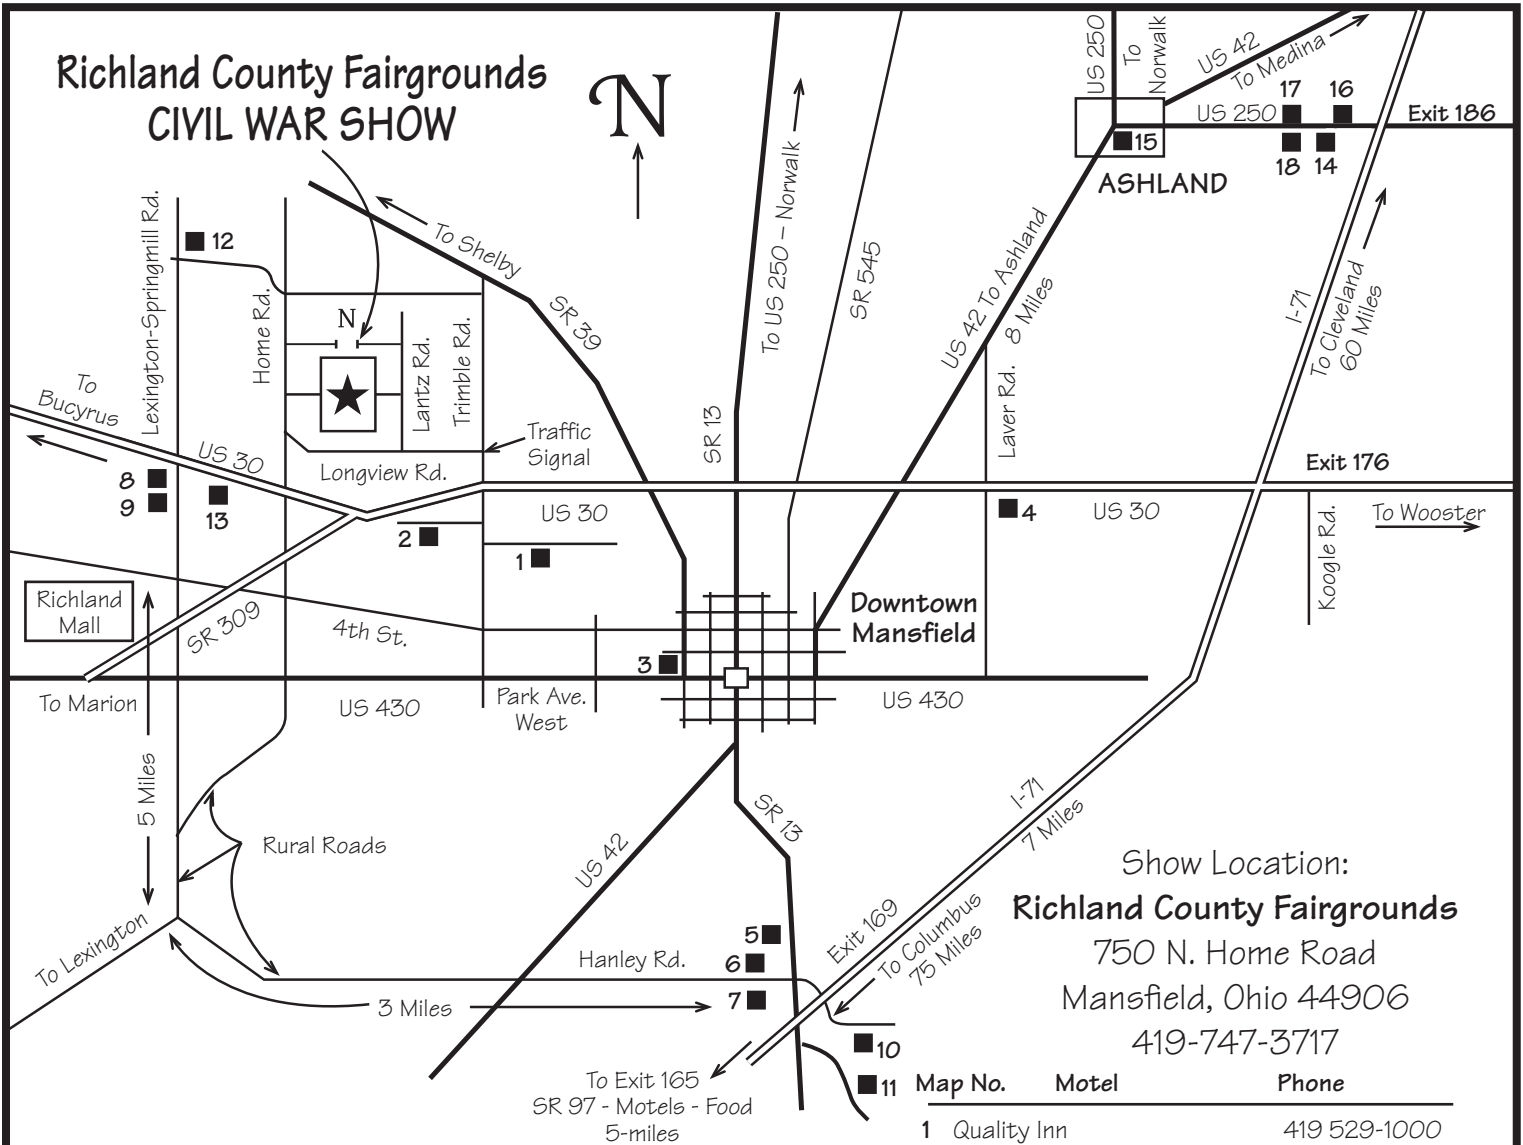 Richland County Fairgrounds
CIVIL WAR SHOW
N
US 250
To
Norwalk
US 42
To Medina
17
16
US 250
Exit 186
15
18
14
ASHLAND
Lexington-Springmill Rd.
12
To Shelby
Home Rd.
N
Lantz Rd.
Trimble Rd.
SR 39
To US 250 – Norwalk
SR 545
US 42 To Ashland
8 Miles
I-71
To Cleveland
60 Miles
To
Bucyrus
US 30
Longview Rd.
Traffic
Signal
SR 13
Laver Rd.
Exit 176
8
9
13
2
1
US 30
4
US 30
To Wooster
Koogle Rd.
Richland
Mall
SR 309
4th St.
Downtown
Mansfield
3
To Marion
US 430
Park Ave.
West
US 430
5 Miles
Rural Roads
US 42
SR 13
I-71
7 Miles
To Lexington
Hanley Rd.
3 Miles
5
6
7
Exit 169
To Columbus
75 Miles
10
11
To Exit 165
SR 97 - Motels - Food
5-miles
Show Location:
Richland County Fairgrounds
750 N. Home Road
Mansfield, Ohio 44906
419-747-3717
Map No. Motel Phone
1 Quality Inn 419 529-1000